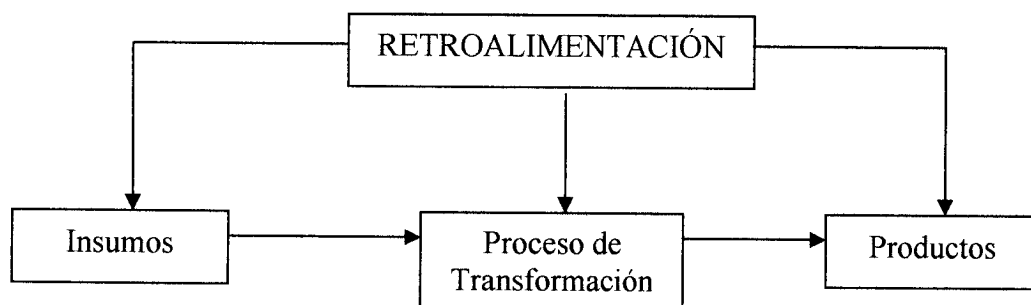 RETROALIMENTACIÓN
Insumos
Proceso de
Transformación
Productos